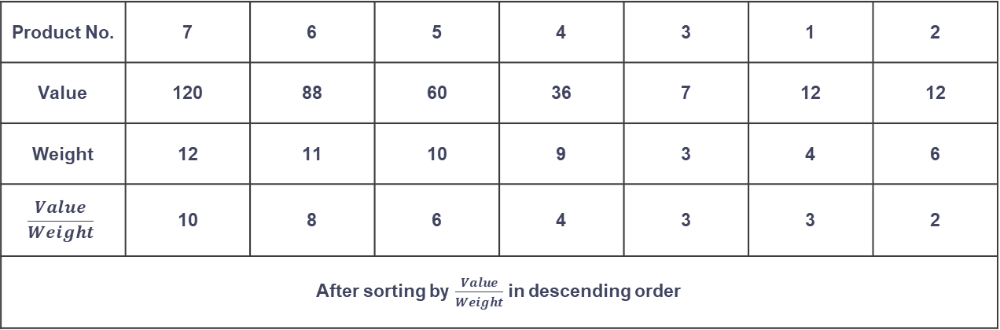 Product No. 7 6 5 4 3 1 2
Value 120 88 60 36 7 12 12
Weight 12 11 10 9 3 4 6
Value/Weight 10 8 6 4 3 3 2
After sorting by Value/Weight in descending order